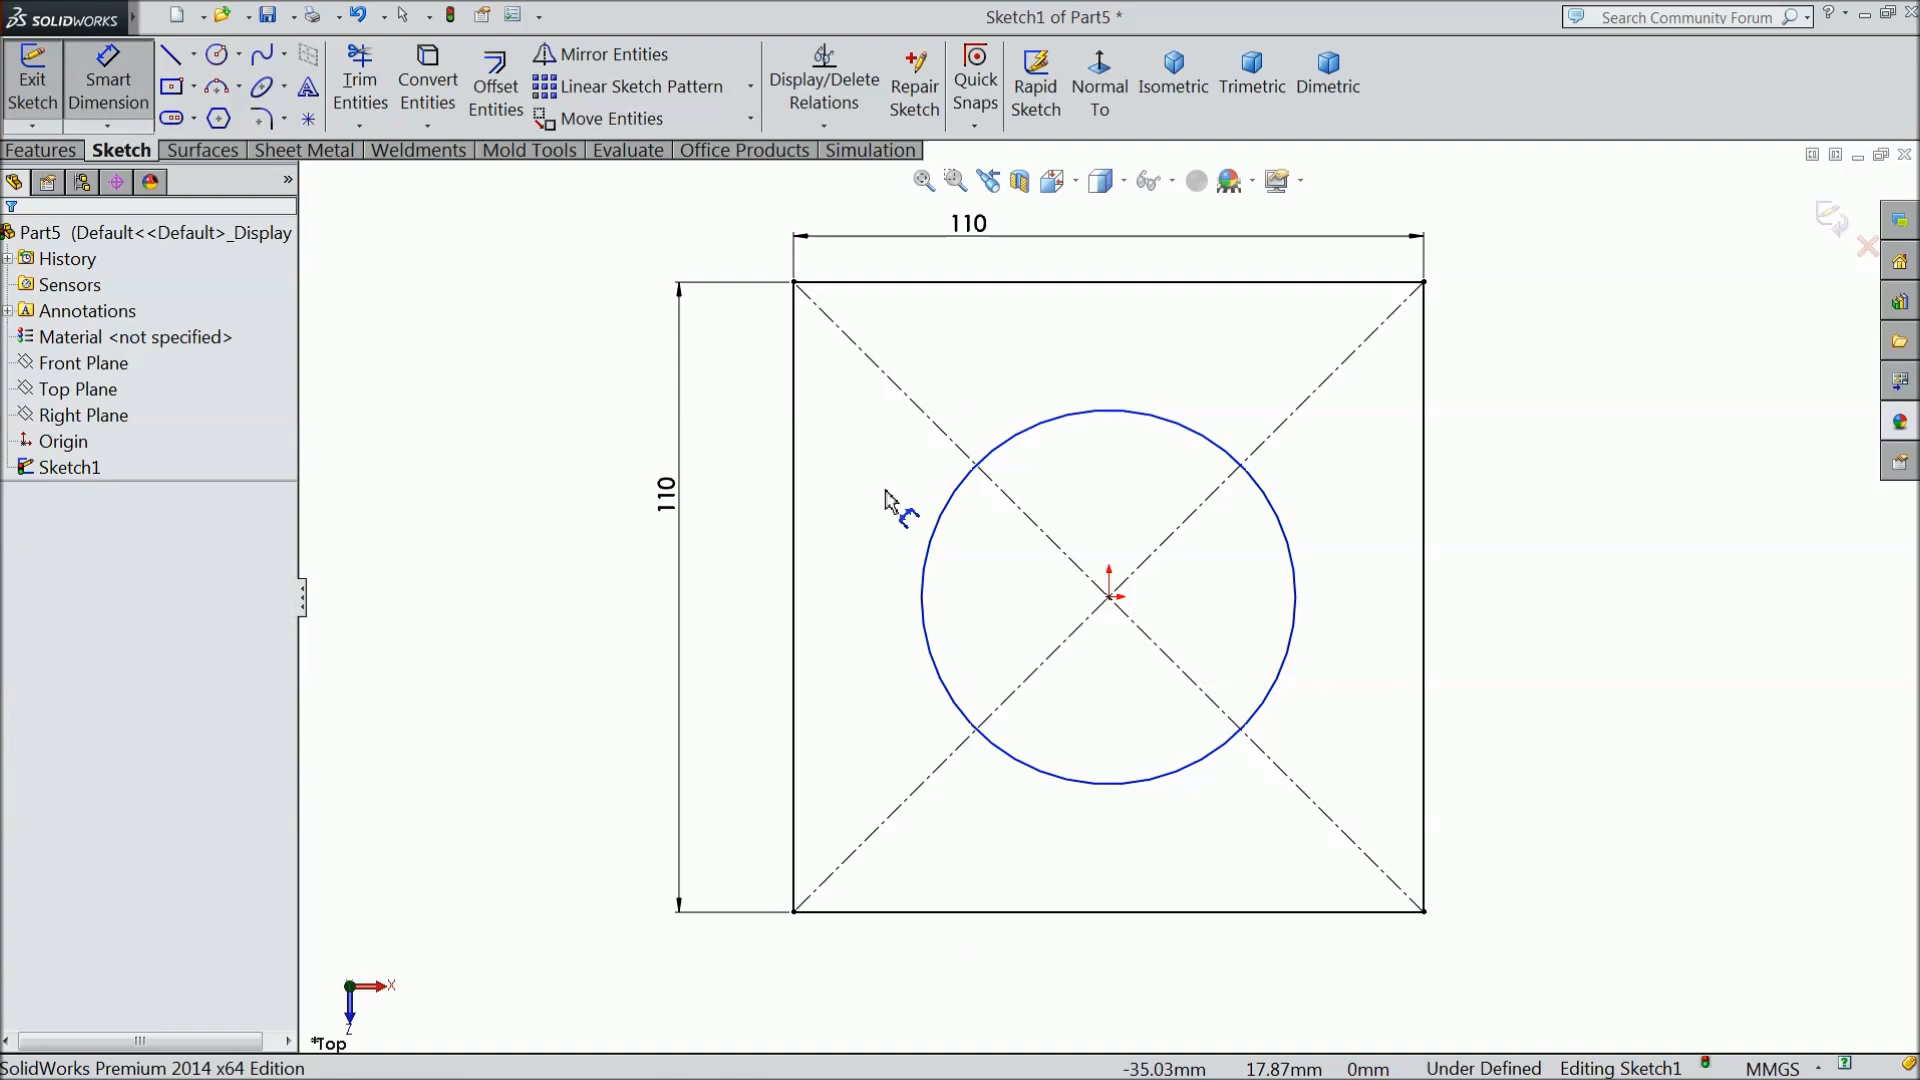 SOLIDWORKS
Sketch1 of Part5 *
Search Community Forum
Exit Sketch
Smart Dimension
Trim Entities
Convert Entities
Offset Entities
Mirror Entities
Linear Sketch Pattern
Move Entities
Display/Delete Relations
Repair Sketch
Quick Snaps
Rapid Sketch
Normal To
Isometric
Trimetric
Dimetric
Features Sketch Surfaces Sheet Metal Weldments Mold Tools Evaluate Office Products Simulation
Part5 (Default<<Default>_Display
History
Sensors
Annotations
Material <not specified>
Front Plane
Top Plane
Right Plane
Origin
Sketch1
110
110
X
Z
*Top
SolidWorks Premium 2014 x64 Edition
-35.03mm 17.87mm 0mm Under Defined Editing Sketch1 MMGS